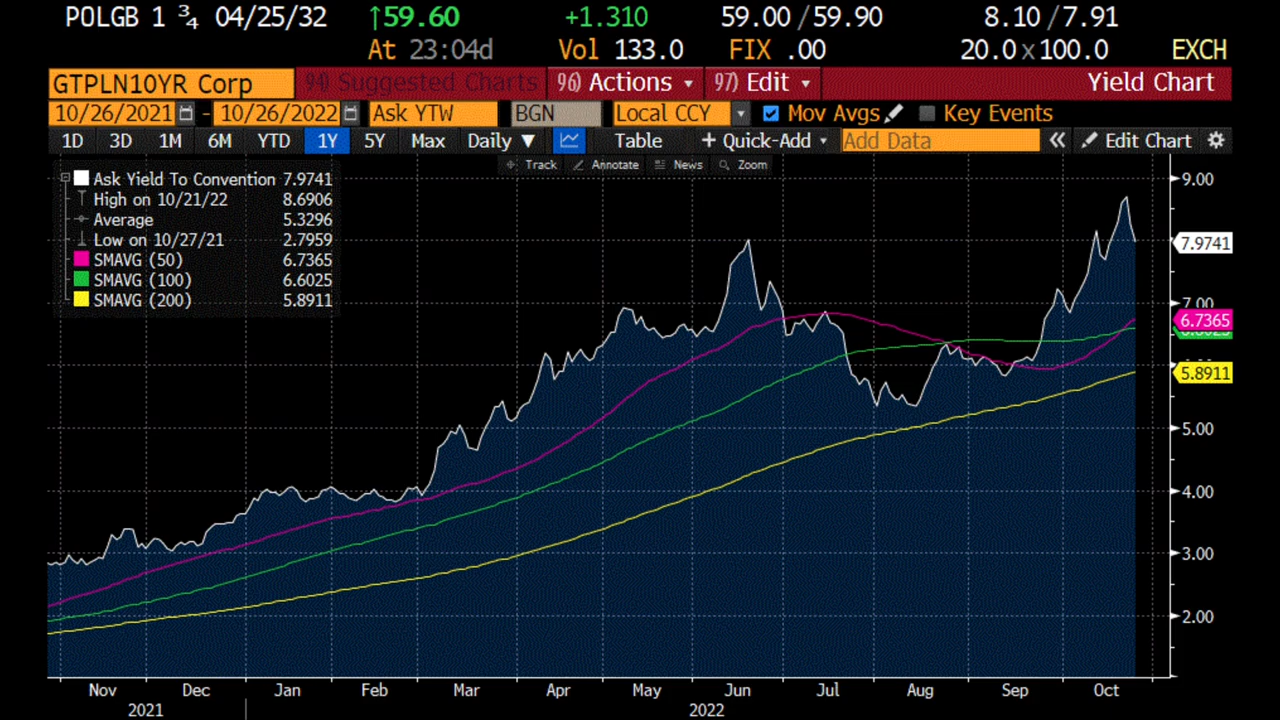 POLGB 1 ¾ 04/25/32 ↑59.60 +1.310 59.00 / 59.90 8.10 / 7.91
At 23:04d Vol 133.0 FIX .00 20.0 x 100.0 EXCH
GTPLN10YR Corp 94) Suggested Charts 96) Actions 97) Edit Yield Chart
10/26/2021 - 10/26/2022 Ask YTW BGN Local CCY Mov Avgs Key Events
1D 3D 1M 6M YTD 1Y 5Y Max Daily ▼ Table + Quick-Add Add Data « Edit Chart
Track Annotate News Zoom
Ask Yield To Convention 7.9741
High on 10/21/22 8.6906
Average 5.3296
Low on 10/27/21 2.7959
SMAVG (50) 6.7365
SMAVG (100) 6.6025
SMAVG (200) 5.8911
9.00
7.9741
7.00
6.7365
5.8911
5.00
4.00
3.00
2.00
Nov Dec Jan Feb Mar Apr May Jun Jul Aug Sep Oct
2021 2022